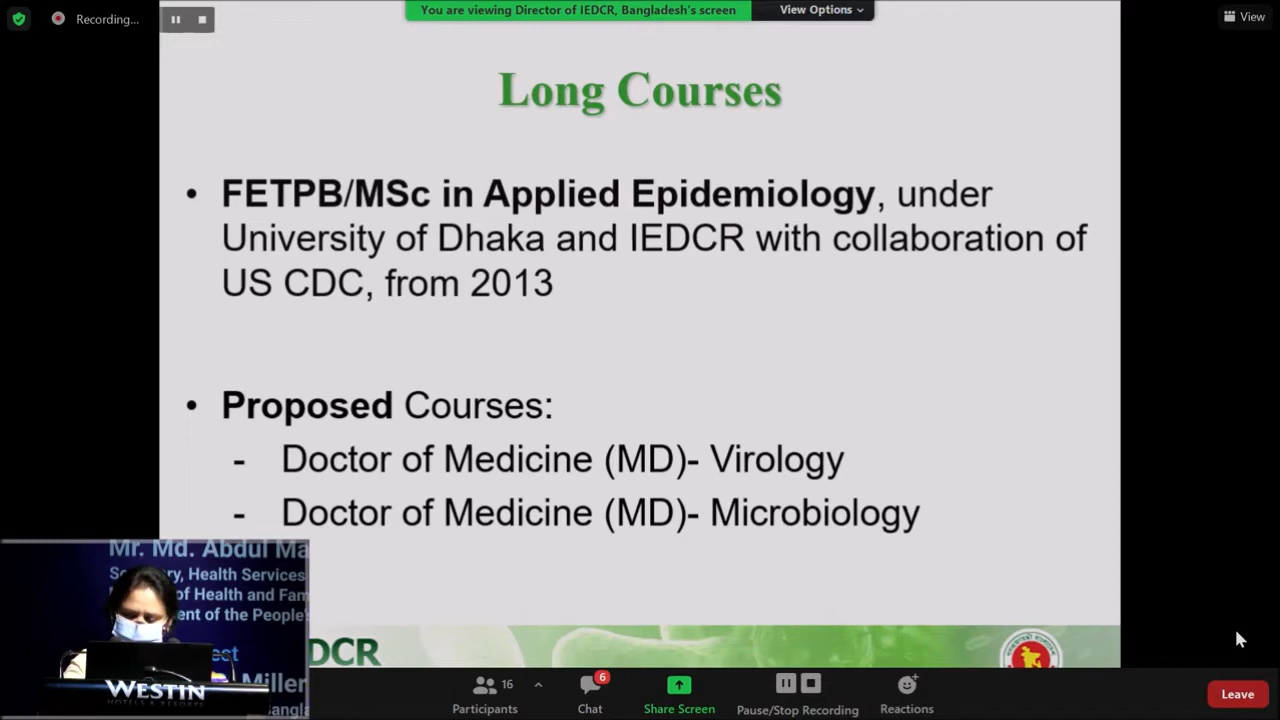 Recording...
You are viewing Director of IEDCR, Bangladesh's screen
View Options
View
Long Courses
• FETPB/MSc in Applied Epidemiology, under
University of Dhaka and IEDCR with collaboration of
US CDC, from 2013
• Proposed Courses:
- Doctor of Medicine (MD)- Virology
- Doctor of Medicine (MD)- Microbiology
Mr. Md. Abdul Ma
Health Services
of Health and Fam
ent of the People's
Miller
WESTIN
HOTELS & RESORTS
DCR
16
6
Participants
Chat
Share Screen
Pause/Stop Recording
Reactions
Leave